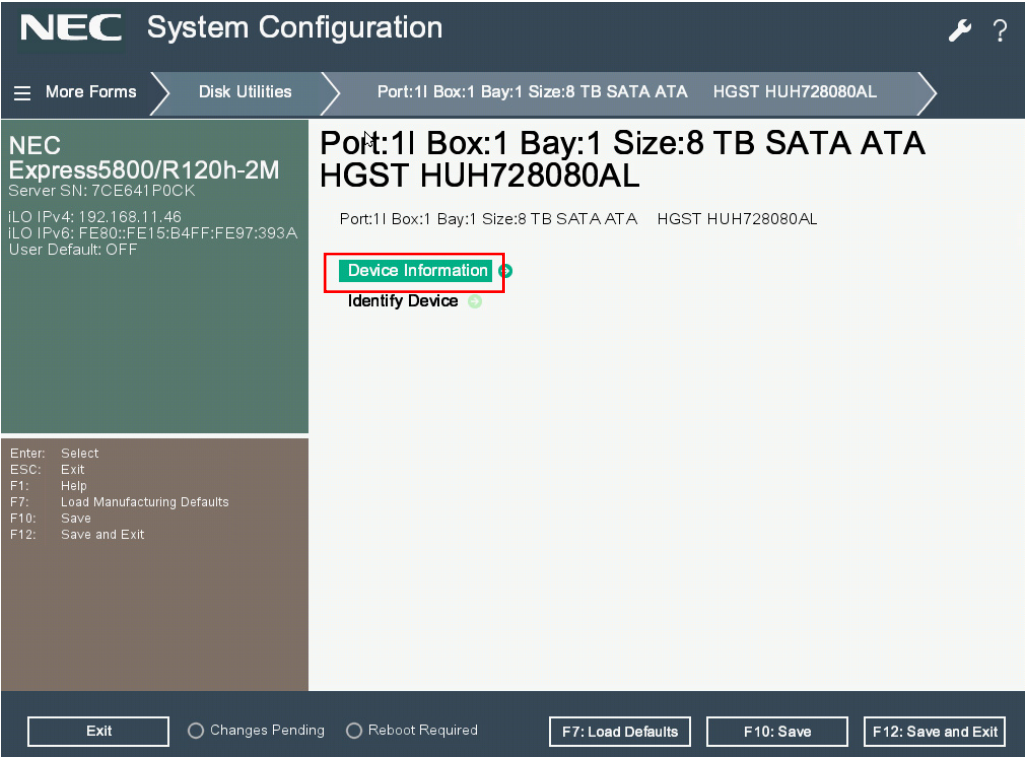 NEC System Configuration
?
More Forms
Disk Utilities
Port:1I Box:1 Bay:1 Size:8 TB SATA ATA HGST HUH728080AL
NEC
Express5800/R120h-2M
Server SN: 7CE641P0CK
iLO IPv4: 192.168.11.46
iLO IPv6: FE80::FE15:B4FF:FE97:393A
User Default: OFF
Enter: Select
ESC: Exit
F1: Help
F7: Load Manufacturing Defaults
F10: Save
F12: Save and Exit
Port:1I Box:1 Bay:1 Size:8 TB SATA ATA
HGST HUH728080AL
Port:1I Box:1 Bay:1 Size:8 TB SATA ATA HGST HUH728080AL
Device Information
Identify Device
Exit
Changes Pending
Reboot Required
F7: Load Defaults
F10: Save
F12: Save and Exit